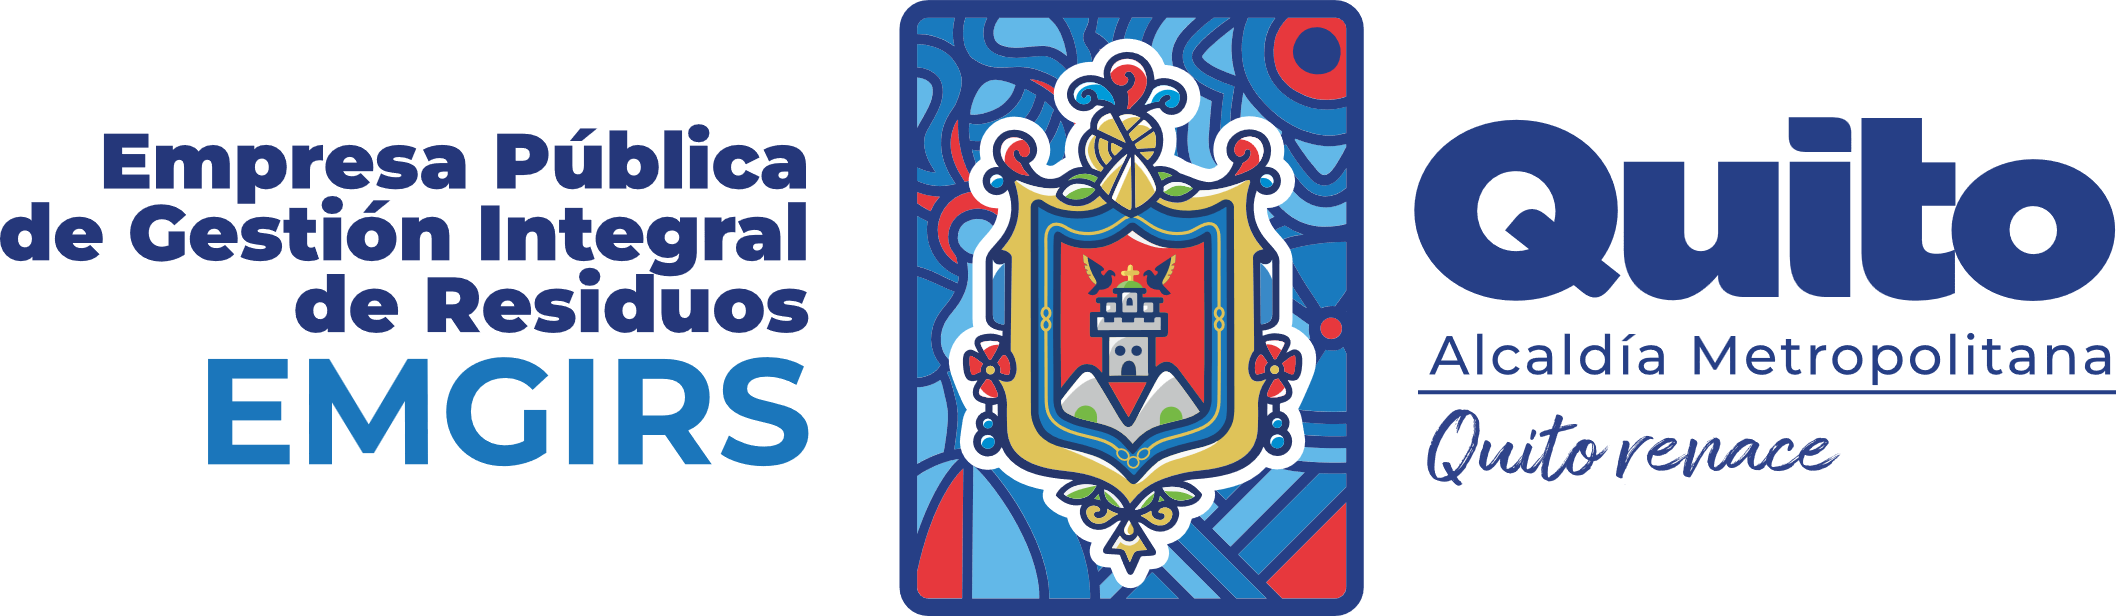 Empresa Pública
de Gestión Integral
de Residuos
EMGIRS
Quito
Alcaldía Metropolitana
Quito renace